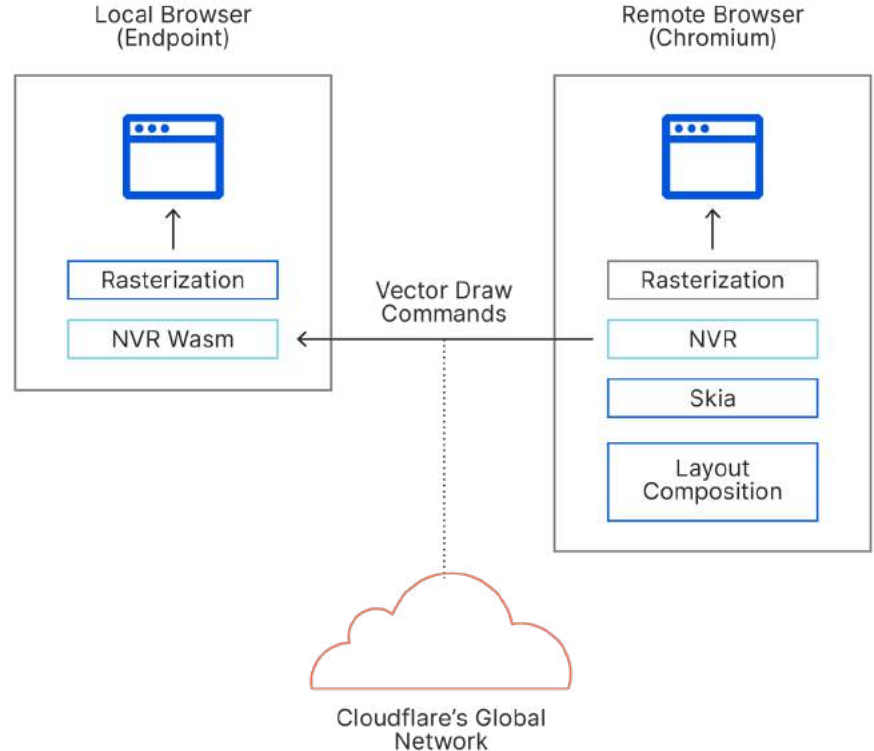 Local Browser
(Endpoint)
Remote Browser
(Chromium)
Rasterization
NVR Wasm
Vector Draw
Commands
Rasterization
NVR
Skia
Layout
Composition
Cloudflare's Global
Network